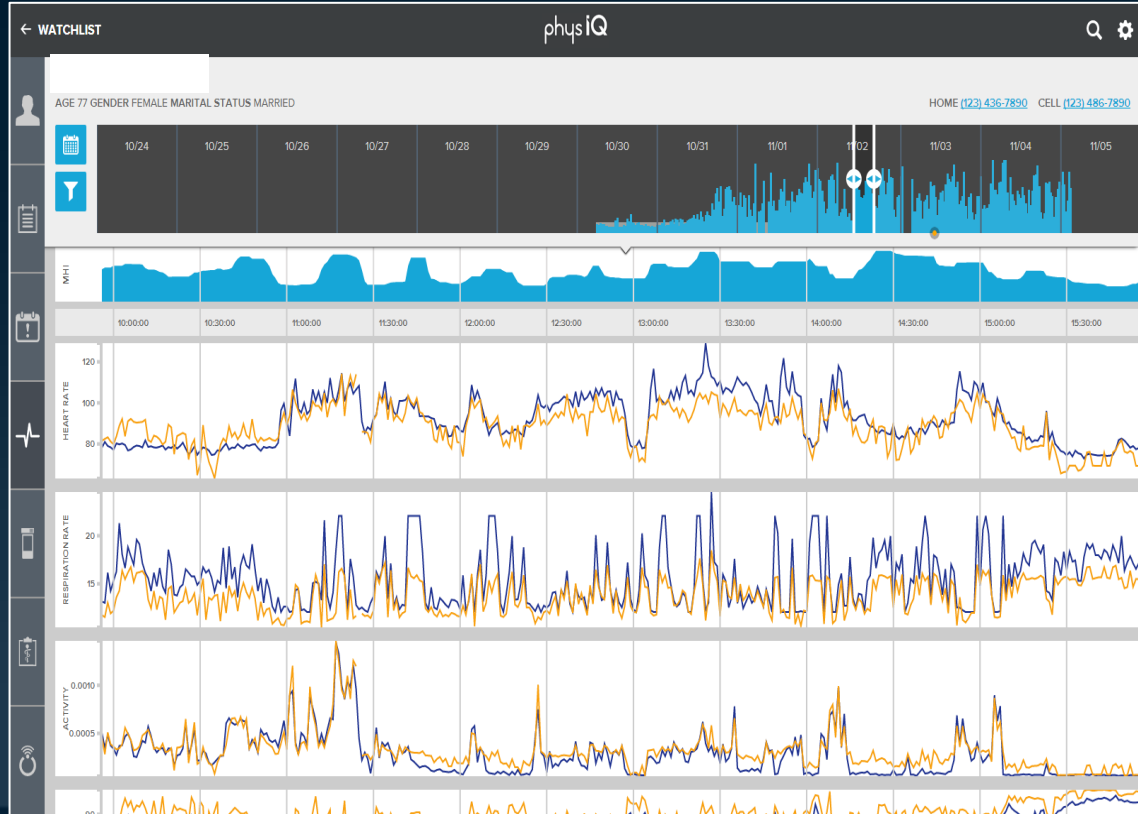 ← WATCHLIST
physIQ
AGE 77 GENDER FEMALE MARITAL STATUS MARRIED
HOME (123) 436-7890 CELL (123) 486-7890
10/24 10/25 10/26 10/27 10/28 10/29 10/30 10/31 11/01 11/02 11/03 11/04 11/05
MHI
10:00:00 10:30:00 11:00:00 11:30:00 12:00:00 12:30:00 13:00:00 13:30:00 14:00:00 14:30:00 15:00:00 15:30:00
HEART RATE
120
100
80
RESPIRATION RATE
20
15
ACTIVITY
0.0010
0.0005